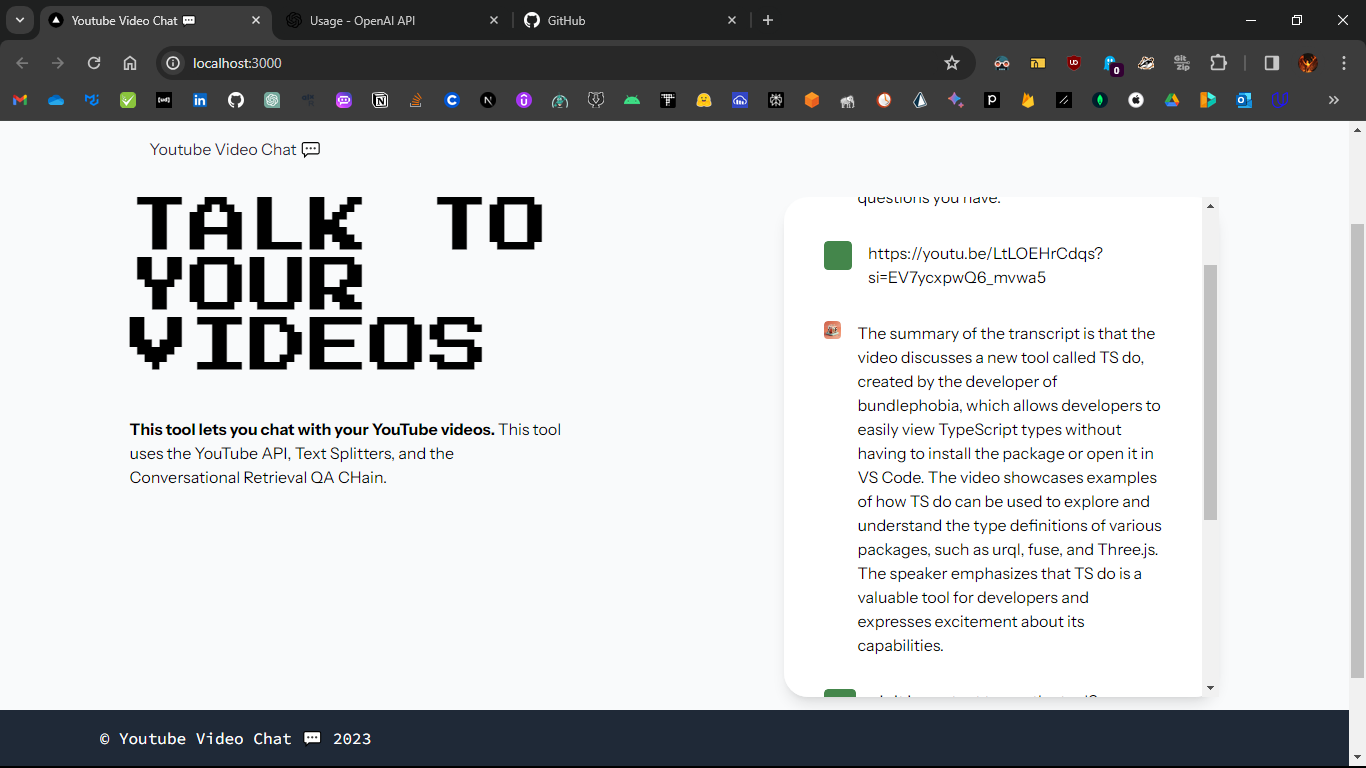 Youtube Video Chat 💬
Usage - OpenAI API
GitHub
localhost:3000
Youtube Video Chat 💬
TALK TO
YOUR
VIDEOS
This tool lets you chat with your YouTube videos. This tool
uses the YouTube API, Text Splitters, and the
Conversational Retrieval QA CHain.
questions you have.
https://youtu.be/LtLOEHrCdqs?
si=EV7ycxpwQ6_mvwa5
The summary of the transcript is that the
video discusses a new tool called TS do,
created by the developer of
bundlephobia, which allows developers to
easily view TypeScript types without
having to install the package or open it in
VS Code. The video showcases examples
of how TS do can be used to explore and
understand the type definitions of various
packages, such as urql, fuse, and Three.js.
The speaker emphasizes that TS do is a
valuable tool for developers and
expresses excitement about its
capabilities.
© Youtube Video Chat 💬 2023